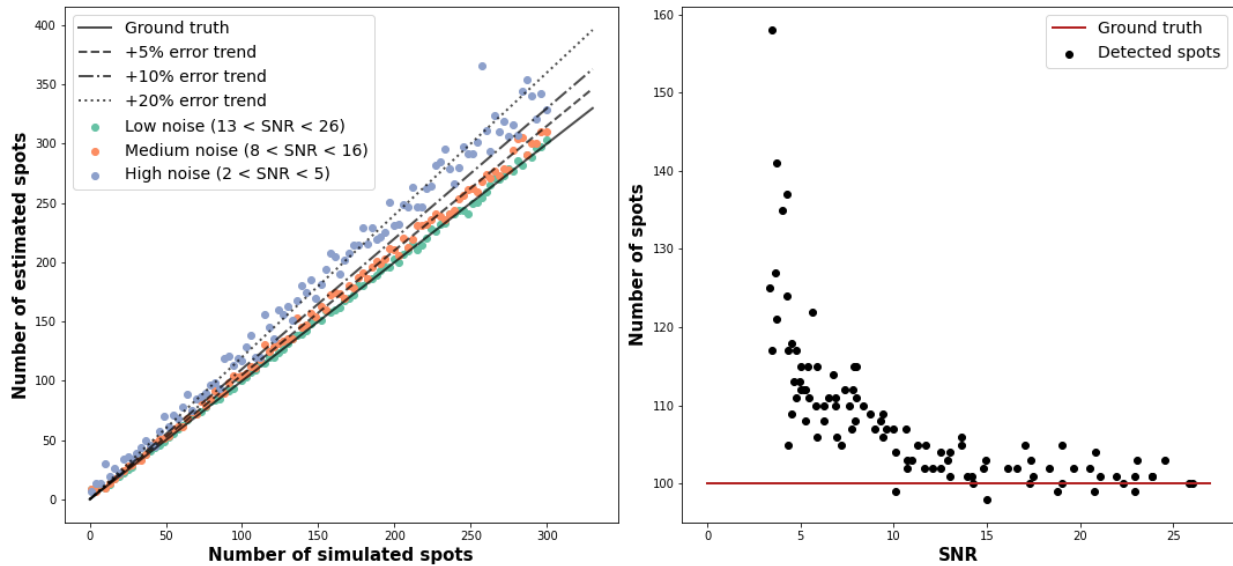 400
350
300
250
200
150
100
50
0
Number of estimated spots
Ground truth
+5% error trend
+10% error trend
+20% error trend
Low noise (13 < SNR < 26)
Medium noise (8 < SNR < 16)
High noise (2 < SNR < 5)
0 50 100 150 200 250 300
Number of simulated spots
160
150
140
130
120
110
100
Number of spots
Ground truth
Detected spots
0 5 10 15 20 25
SNR